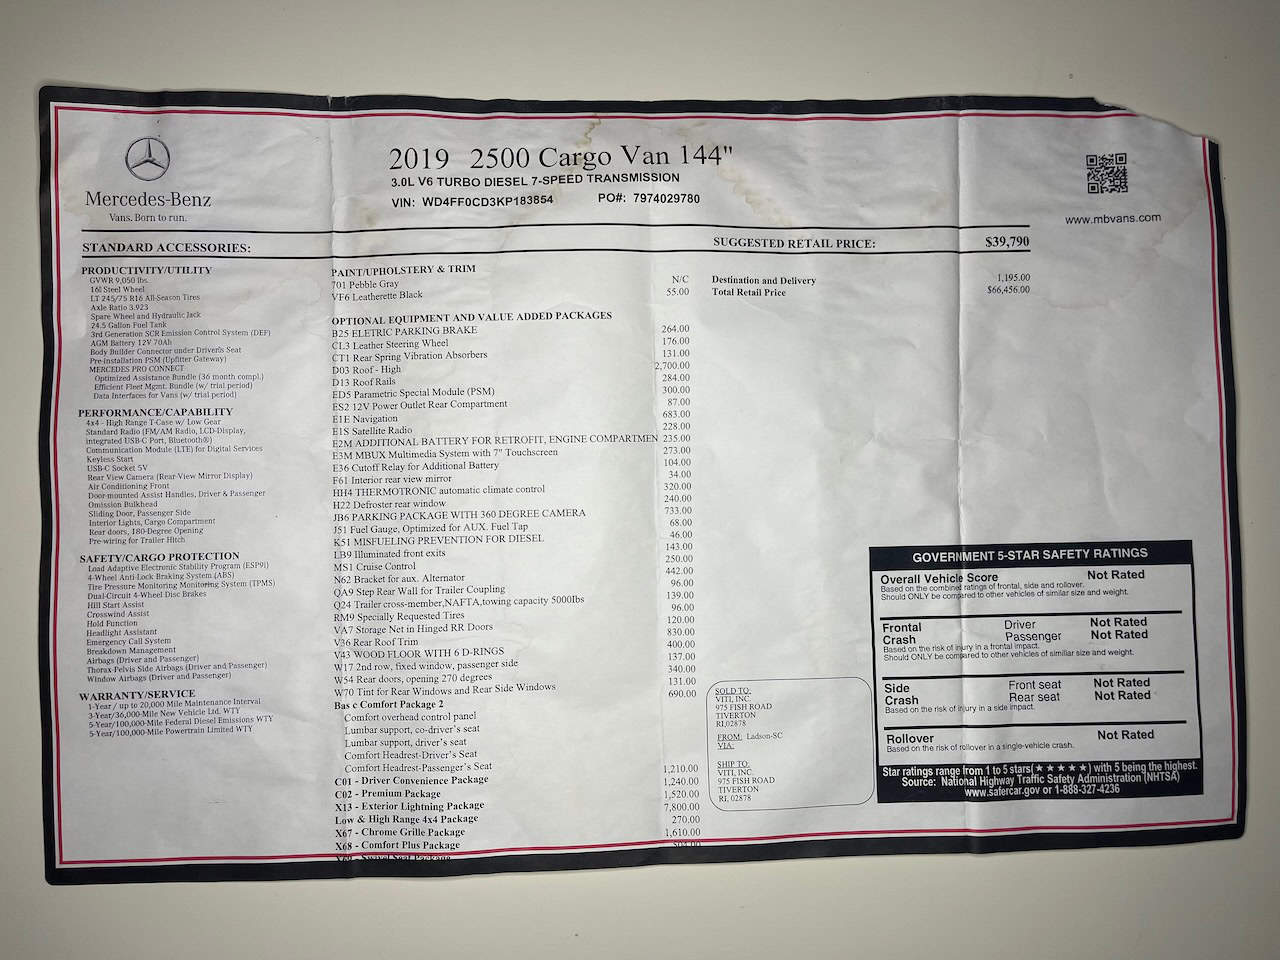 Mercedes-Benz
Vans. Born to run.
2019 2500 Cargo Van 144"
3.0L V6 TURBO DIESEL 7-SPEED TRANSMISSION
VIN: WD4FF0CD3KP183854 PO#: 7974029780
www.mbvans.com
STANDARD ACCESSORIES:
SUGGESTED RETAIL PRICE: $39,790
PRODUCTIVITY/UTILITY
GVWR 9,050 lbs.
16I Steel Wheel
LT 245/75 R16 All-Season Tires
Axle Ratio 3.923
Spare Wheel and Hydraulic Jack
24.5 Gallon Fuel Tank
3rd Generation SCR Emission Control System (DEF)
AGM Battery 12V 70Ah
Body Builder Connector under Driver's Seat
Pre-installation PSM (Upfitter Gateway)
MERCEDES PRO CONNECT
Optimized Assistance Bundle (36 month compl.)
Efficient Fleet Mgmt. Bundle (w/ trial period)
Data Interfaces for Vans (w/ trial period)
PERFORMANCE/CAPABILITY
4x4 - High Range T-Case w/ Low Gear
Standard Radio (FM/AM Radio, LCD-Display,
integrated USB-C Port, Bluetooth®)
Communication Module (LTE) for Digital Services
Keyless Start
USB-C Socket 5V
Rear View Camera (Rear-View Mirror Display)
Air Conditioning Front
Door-mounted Assist Handles, Driver & Passenger
Omission Bulkhead
Sliding Door, Passenger Side
Interior Lights, Cargo Compartment
Rear doors, 180-Degree Opening
Pre-wiring for Trailer Hitch
SAFETY/CARGO PROTECTION
Load Adaptive Electronic Stability Program (ESP9i)
4-Wheel Anti-Lock Braking System (ABS)
Tire Pressure Monitoring Monitoring System (TPMS)
Dual-Circuit 4-Wheel Disc Brakes
Hill Start Assist
Crosswind Assist
Hold Function
Headlight Assistant
Emergency Call System
Breakdown Management
Airbags (Driver and Passenger)
Thorax-Pelvis Side Airbags (Driver and Passenger)
Window Airbags (Driver and Passenger)
WARRANTY/SERVICE
1-Year / up to 20,000 Mile Maintenance Interval
3-Year/36,000-Mile New Vehicle Ltd. WTY
5-Year/100,000-Mile Federal Diesel Emissions WTY
5-Year/100,000-Mile Powertrain Limited WTY
PAINT/UPHOLSTERY & TRIM
701 Pebble Gray N/C
VF6 Leatherette Black 55.00
OPTIONAL EQUIPMENT AND VALUE ADDED PACKAGES
B25 ELETRIC PARKING BRAKE 264.00
CL3 Leather Steering Wheel 176.00
CT1 Rear Spring Vibration Absorbers 131.00
D03 Roof - High 2,700.00
D13 Roof Rails 284.00
ED5 Parametric Special Module (PSM) 300.00
ES2 12V Power Outlet Rear Compartment 87.00
E1E Navigation 683.00
E1S Satellite Radio 228.00
E2M ADDITIONAL BATTERY FOR RETROFIT, ENGINE COMPARTMEN 235.00
E3M MBUX Multimedia System with 7" Touchscreen 273.00
E36 Cutoff Relay for Additional Battery 104.00
F61 Interior rear view mirror 34.00
HH4 THERMOTRONIC automatic climate control 320.00
H22 Defroster rear window 240.00
JB6 PARKING PACKAGE WITH 360 DEGREE CAMERA 733.00
J51 Fuel Gauge, Optimized for AUX. Fuel Tap 68.00
K51 MISFUELING PREVENTION FOR DIESEL 46.00
LB9 Illuminated front exits 143.00
MS1 Cruise Control 250.00
N62 Bracket for aux. Alternator 442.00
QA9 Step Rear Wall for Trailer Coupling 96.00
Q24 Trailer cross-member,NAFTA,towing capacity 5000Ibs 139.00
RM9 Specially Requested Tires 96.00
VA7 Storage Net in Hinged RR Doors 120.00
V36 Rear Roof Trim 830.00
V43 WOOD FLOOR WITH 6 D-RINGS 400.00
W17 2nd row, fixed window, passenger side 137.00
W54 Rear doors, opening 270 degrees 340.00
W70 Tint for Rear Windows and Rear Side Windows 131.00
Bas c Comfort Package 2 690.00
Comfort overhead control panel
Lumbar support, co-driver's seat
Lumbar support, driver's seat
Comfort Headrest-Driver's Seat
Comfort Headrest-Passenger's Seat
C01 - Driver Convenience Package 1,210.00
C02 - Premium Package 1,240.00
X13 - Exterior Lightning Package 1,520.00
Low & High Range 4x4 Package 7,800.00
X67 - Chrome Grille Package 270.00
X68 - Comfort Plus Package 1,610.00
X69 - Swivel Seat Package
Destination and Delivery 1,195.00
Total Retail Price $66,456.00
SOLD TO:
VITI, INC.
975 FISH ROAD
TIVERTON
RI,02878
FROM: Ladson-SC
VIA:
SHIP TO:
VITI, INC.
975 FISH ROAD
TIVERTON
RI, 02878
GOVERNMENT 5-STAR SAFETY RATINGS
Overall Vehicle Score Not Rated
Based on the combined ratings of frontal, side and rollover.
Should ONLY be compared to other vehicles of similar size and weight.
Frontal Driver Not Rated
Crash Passenger Not Rated
Based on the risk of injury in a frontal impact.
Should ONLY be compared to other vehicles of simillar size and weight.
Side Front seat Not Rated
Crash Rear seat Not Rated
Based on the risk of injury in a side impact.
Rollover Not Rated
Based on the risk of rollover in a single-vehicle crash.
Star ratings range from 1 to 5 stars(★★★★★) with 5 being the highest.
Source: National Highway Traffic Safety Administration (NHTSA)
www.safercar.gov or 1-888-327-4236